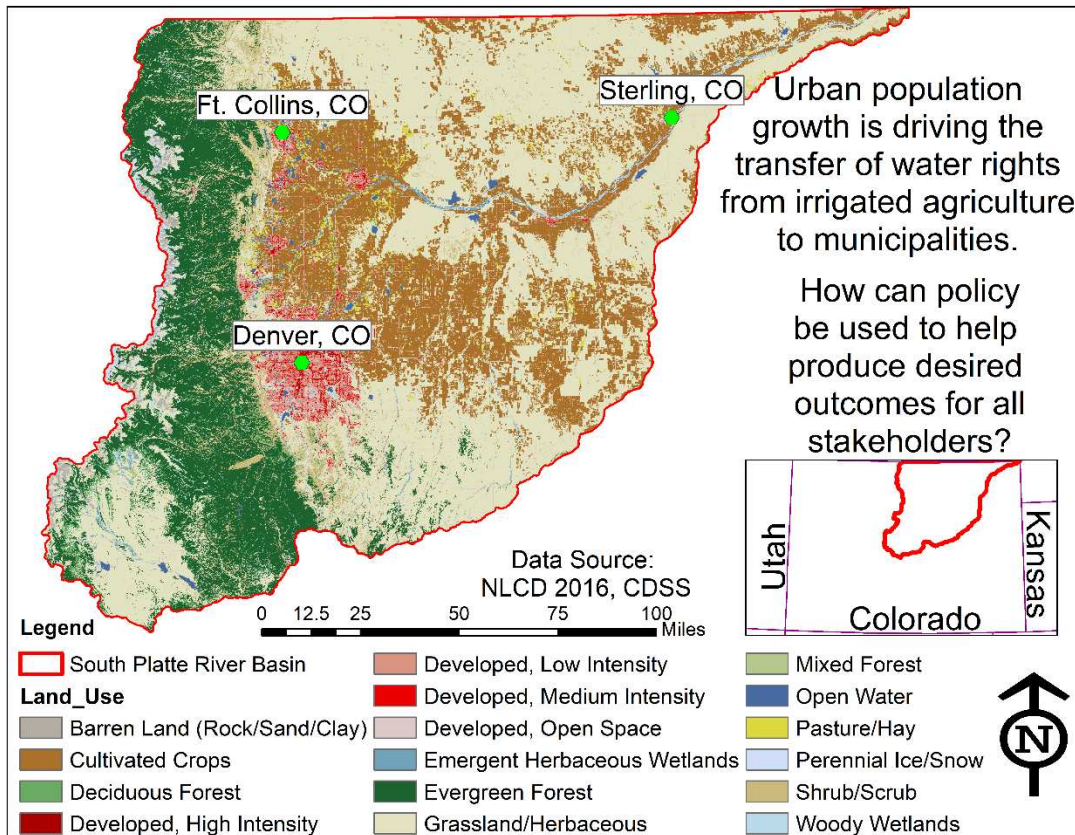 Ft. Collins, CO
Sterling, CO
Denver, CO
Urban population
growth is driving the
transfer of water rights
from irrigated agriculture
to municipalities.
How can policy
be used to help
produce desired
outcomes for all
stakeholders?
Data Source:
NLCD 2016, CDSS
0 12.5 25 50 75 100
Miles
Utah
Colorado
Kansas
Legend
South Platte River Basin
Land_Use
Barren Land (Rock/Sand/Clay)
Cultivated Crops
Deciduous Forest
Developed, High Intensity
Developed, Low Intensity
Developed, Medium Intensity
Developed, Open Space
Emergent Herbaceous Wetlands
Evergreen Forest
Grassland/Herbaceous
Mixed Forest
Open Water
Pasture/Hay
Perennial Ice/Snow
Shrub/Scrub
Woody Wetlands
N